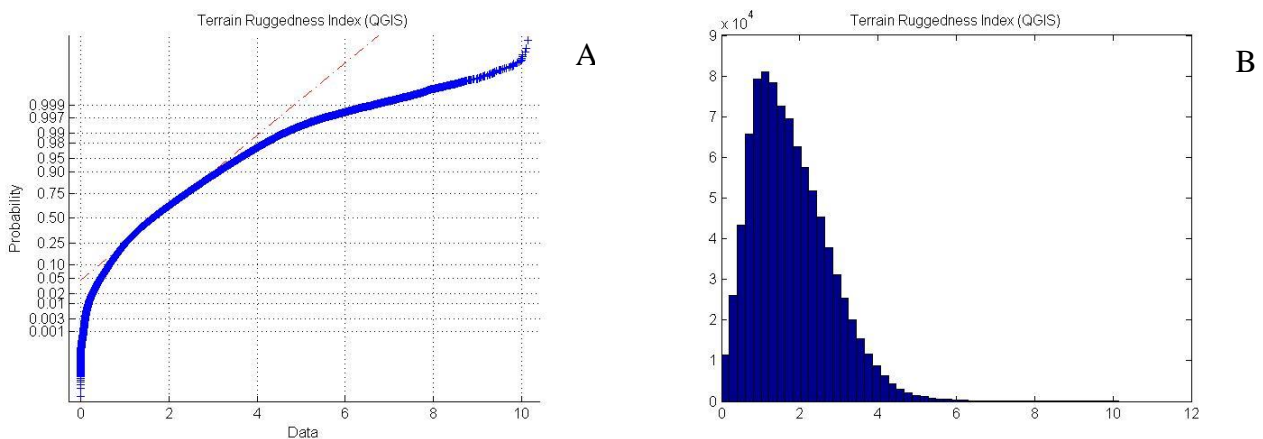 Terrain Ruggedness Index (QGIS)
A
0.999
0.997
0.99
0.98
0.95
0.90
0.75
0.50
0.25
0.10
0.05
0.02
0.01
0.003
0.001
Probability
0 2 4 6 8 10
Data
Terrain Ruggedness Index (QGIS)
x 10^4
B
9
8
7
6
5
4
3
2
1
0
0 2 4 6 8 10 12